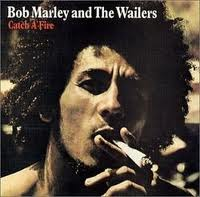 Bob Marley and The Wailers
Catch A Fire